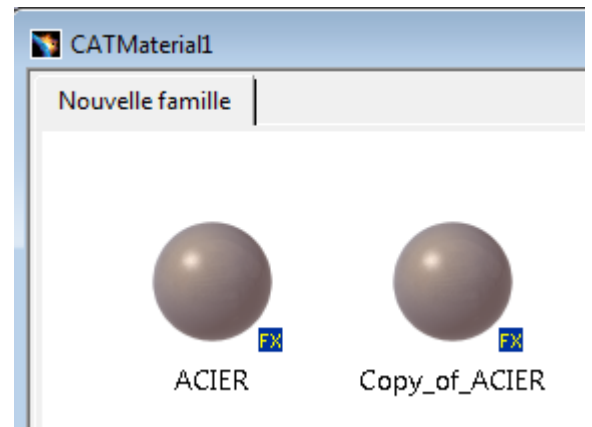 CATMaterial1
Nouvelle famille
FX FX
ACIER Copy_of_ACIER